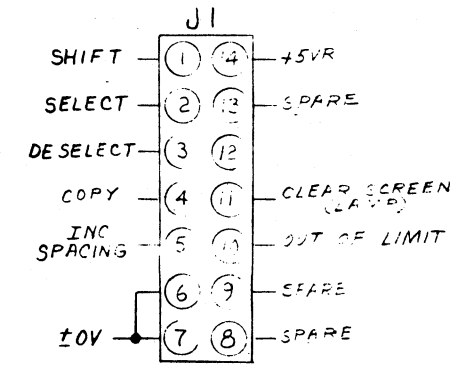 J1
SHIFT 1 14 +5VR
SELECT 2 13 SPARE
DESELECT 3 12
COPY 4 11 CLEAR SCREEN
(LAMP)
INC
SPACING 5 10 OUT OF LIMIT
6 9 SPARE
±0V 7 8 SPARE